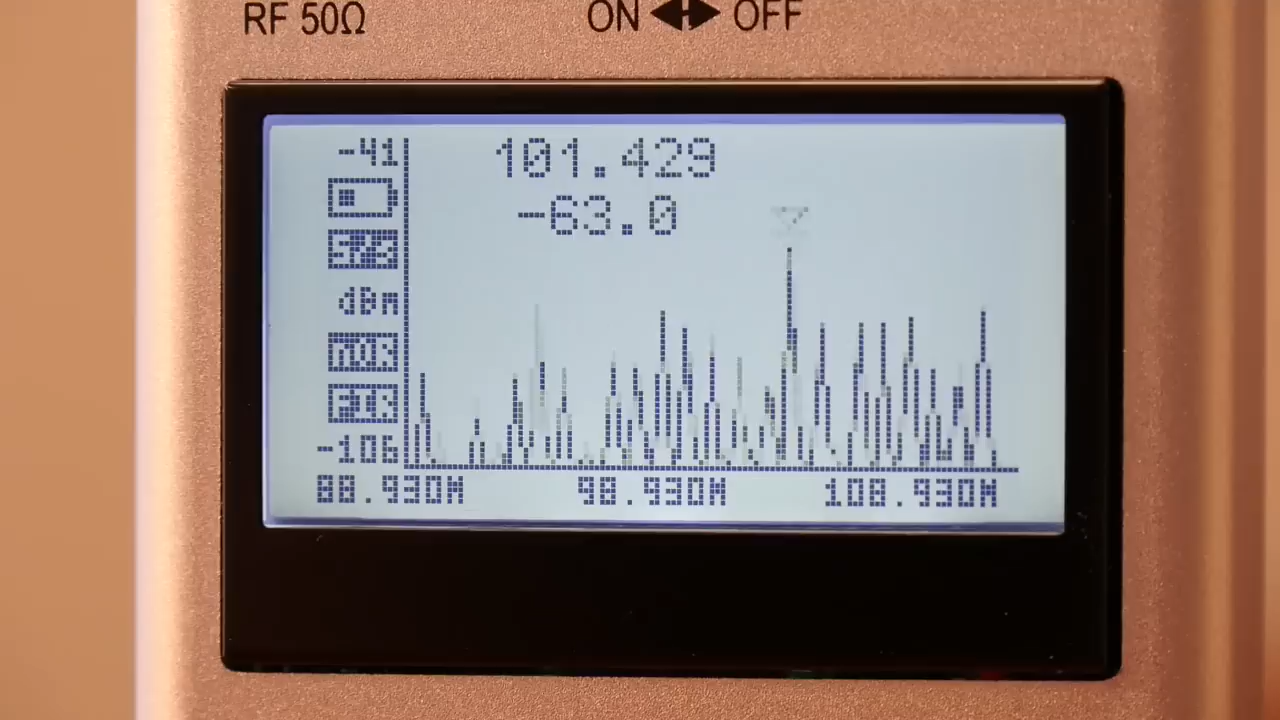 RF 50Ω
ON OFF
-41
101.429
-63.0
dBm
-106
88.930M 98.930M 108.930M